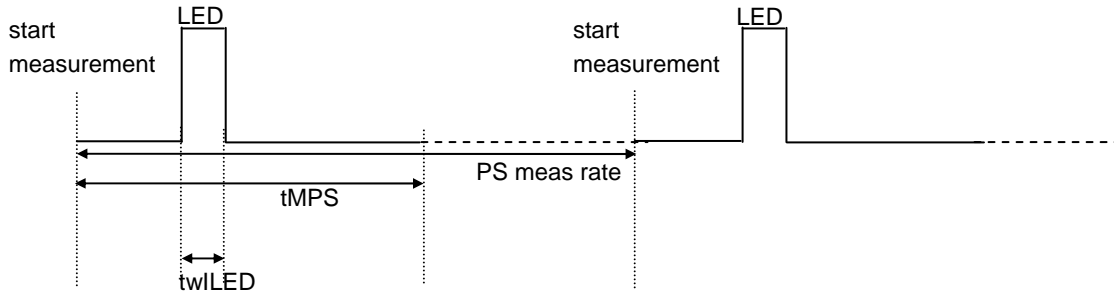 LED
start
measurement
LED
start
measurement
PS meas rate
tMPS
twILED